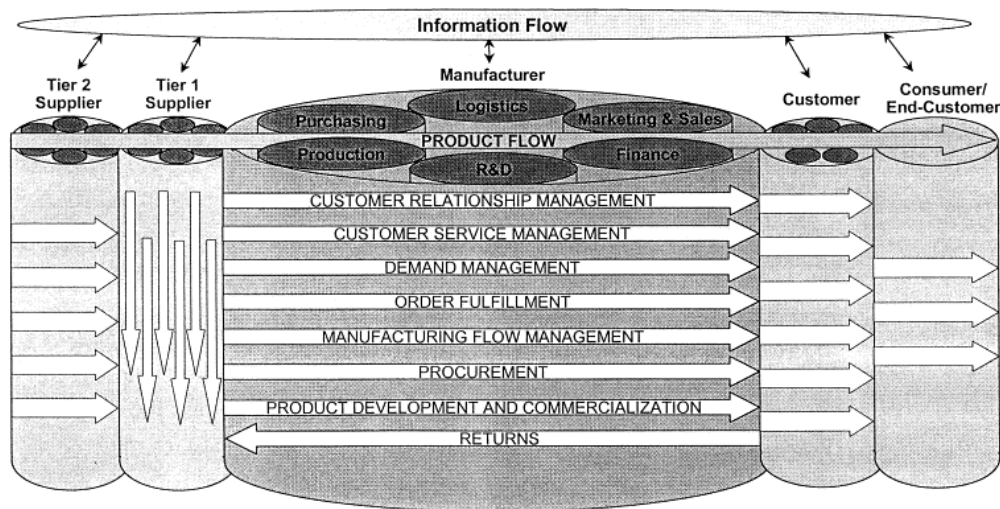 Information Flow
Tier 2
Supplier
Tier 1
Supplier
Manufacturer
Customer
Consumer/
End-Customer
Logistics
Purchasing
Marketing & Sales
PRODUCT FLOW
Production
Finance
R&D
CUSTOMER RELATIONSHIP MANAGEMENT
CUSTOMER SERVICE MANAGEMENT
DEMAND MANAGEMENT
ORDER FULFILLMENT
MANUFACTURING FLOW MANAGEMENT
PROCUREMENT
PRODUCT DEVELOPMENT AND COMMERCIALIZATION
RETURNS